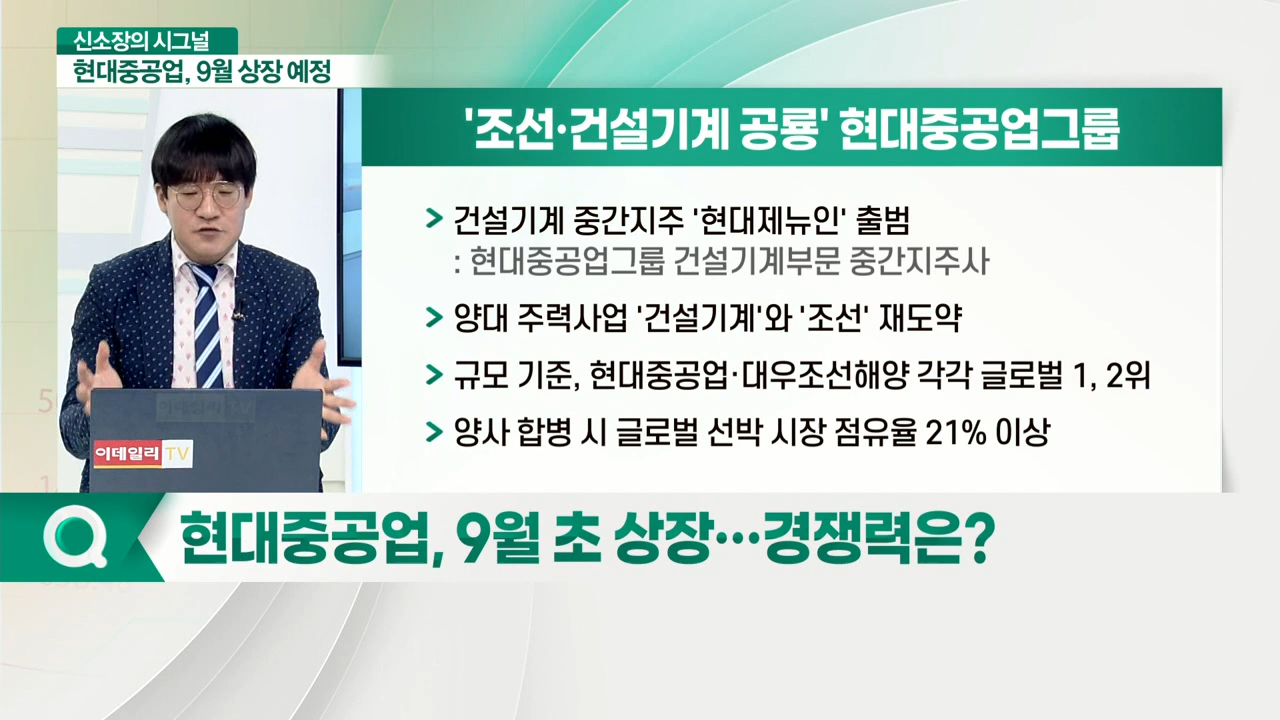 신소장의 시그널
현대중공업, 9월 상장 예정
'조선·건설기계 공룡' 현대중공업그룹
건설기계 중간지주 '현대제뉴인' 출범
: 현대중공업그룹 건설기계부문 중간지주사
양대 주력사업 '건설기계'와 '조선' 재도약
규모 기준, 현대중공업·대우조선해양 각각 글로벌 1, 2위
양사 합병 시 글로벌 선박 시장 점유율 21% 이상
이데일리TV
이데일리TV
Q 현대중공업, 9월 초 상장…경쟁력은?